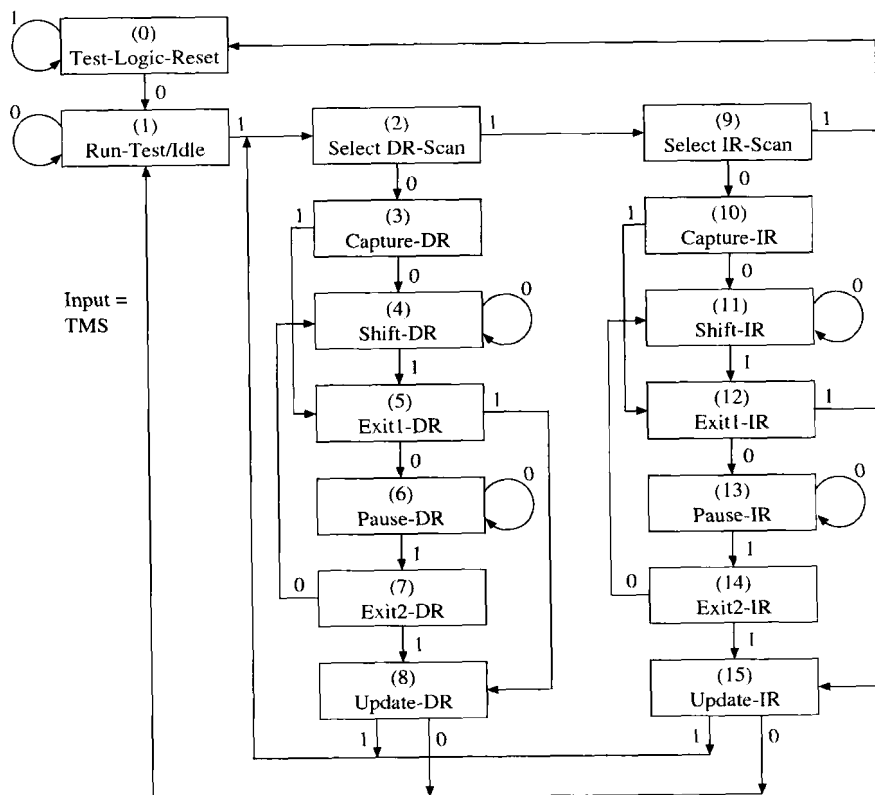 1
(0)
Test-Logic-Reset
0
0
(1)
Run-Test/Idle
1
(2)
Select DR-Scan
1
(9)
Select IR-Scan
1
0
0
1
(3)
Capture-DR
1
(10)
Capture-IR
0
0
Input =
TMS
(4)
Shift-DR
0
(11)
Shift-IR
0
1
1
(5)
Exit1-DR
1
(12)
Exit1-IR
1
0
0
(6)
Pause-DR
0
(13)
Pause-IR
0
1
1
0
(7)
Exit2-DR
0
(14)
Exit2-IR
1
1
(8)
Update-DR
(15)
Update-IR
1
0
1
0